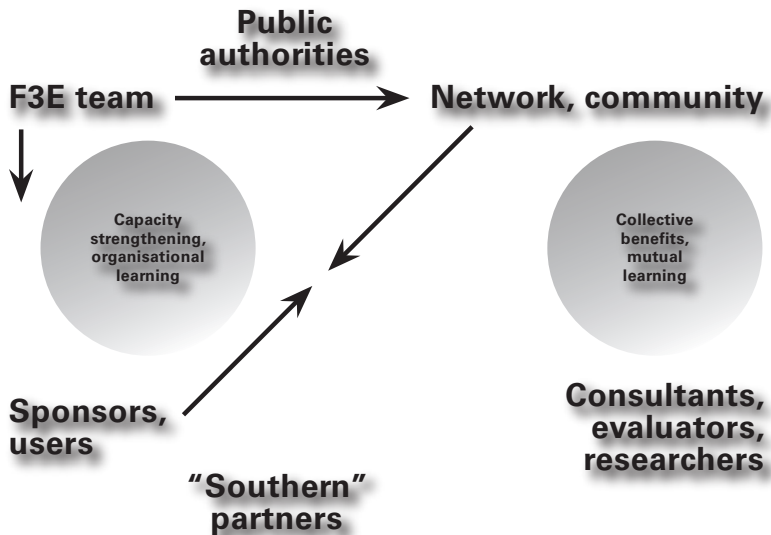 Public
authorities
F3E team
Network, community
Capacity
strengthening,
organisational
learning
Collective
benefits,
mutual
learning
Sponsors,
users
Consultants,
evaluators,
researchers
“Southern”
partners